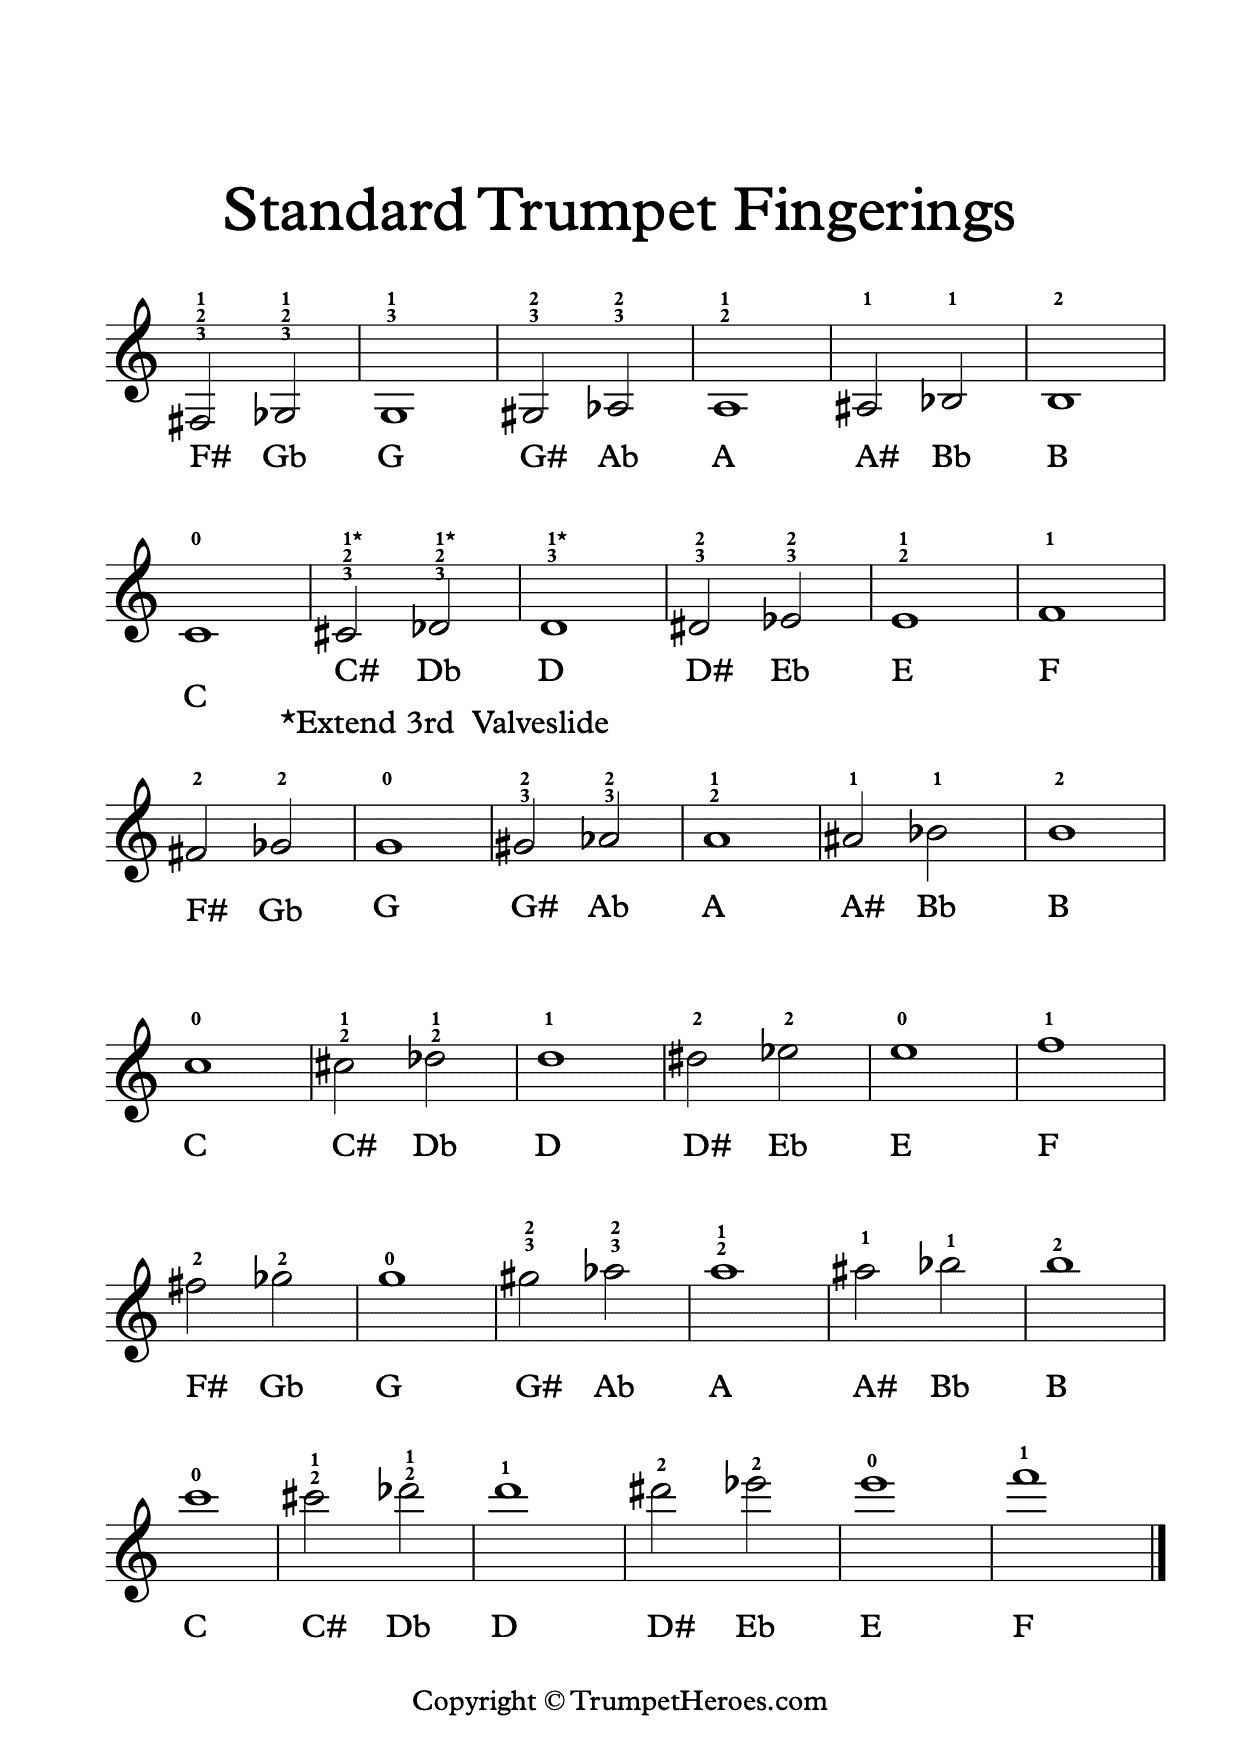 Standard Trumpet Fingerings
1 1 1 2 2 1 1 1 2
2 2 3 3 3 2
3 3
F# Gb G G# Ab A A# Bb B
0 1* 1* 1* 2 2 1 1
2 2 3 3 3 2
3 3
C# Db D D# Eb E F
C
*Extend 3rd Valveslide
2 2 0 2 2 1 1 1 2
3 3 2
F# Gb G G# Ab A A# Bb B
0 1 1 1 2 2 0 1
2 2
C C# Db D D# Eb E F
2 2 0 2 2 1 1 1 2
3 3 2
F# Gb G G# Ab A A# Bb B
0 1 1 1 2 2 0 1
2 2
C C# Db D D# Eb E F
Copyright © TrumpetHeroes.com